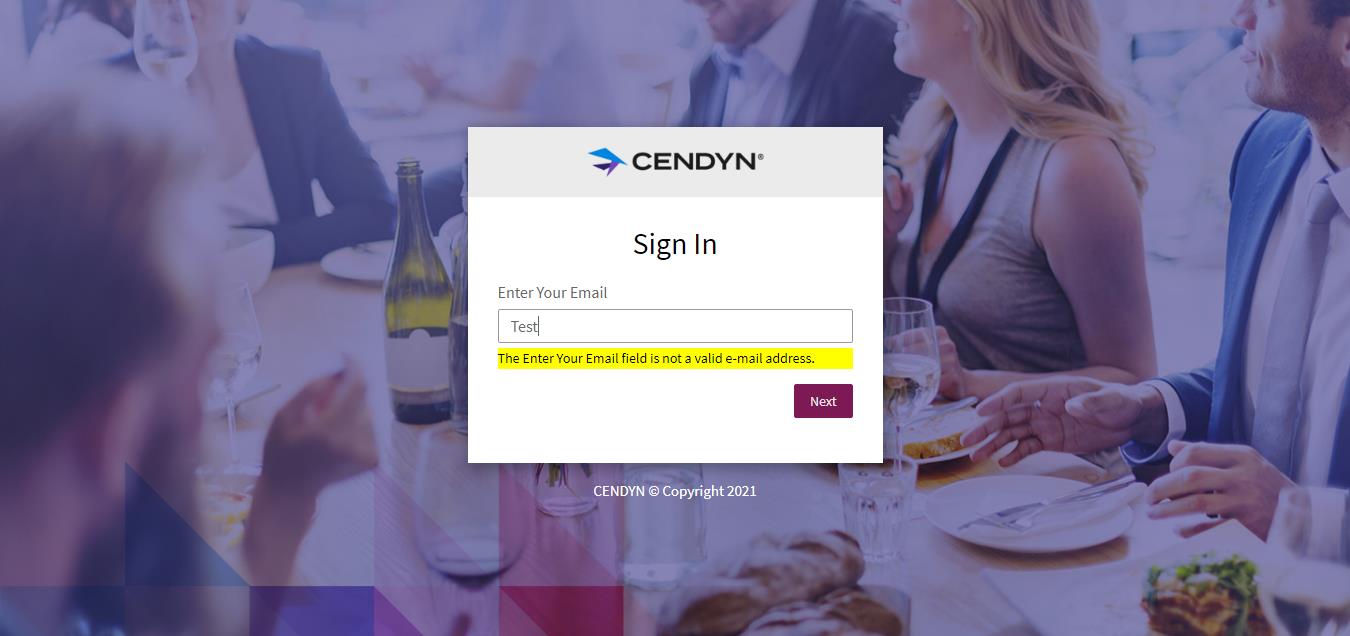 CENDYN®
Sign In
Enter Your Email
Test
The Enter Your Email field is not a valid e-mail address.
Next
CENDYN © Copyright 2021